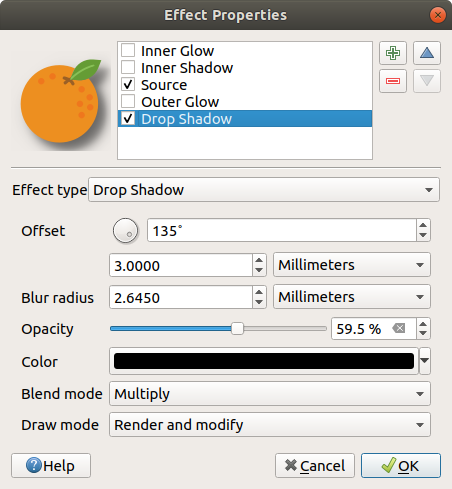 Effect Properties
Inner Glow
Inner Shadow
Source
Outer Glow
Drop Shadow
Effect type Drop Shadow
Offset 135°
3.0000 Millimeters
Blur radius 2.6450 Millimeters
Opacity 59.5 %
Color
Blend mode Multiply
Draw mode Render and modify
Help Cancel OK